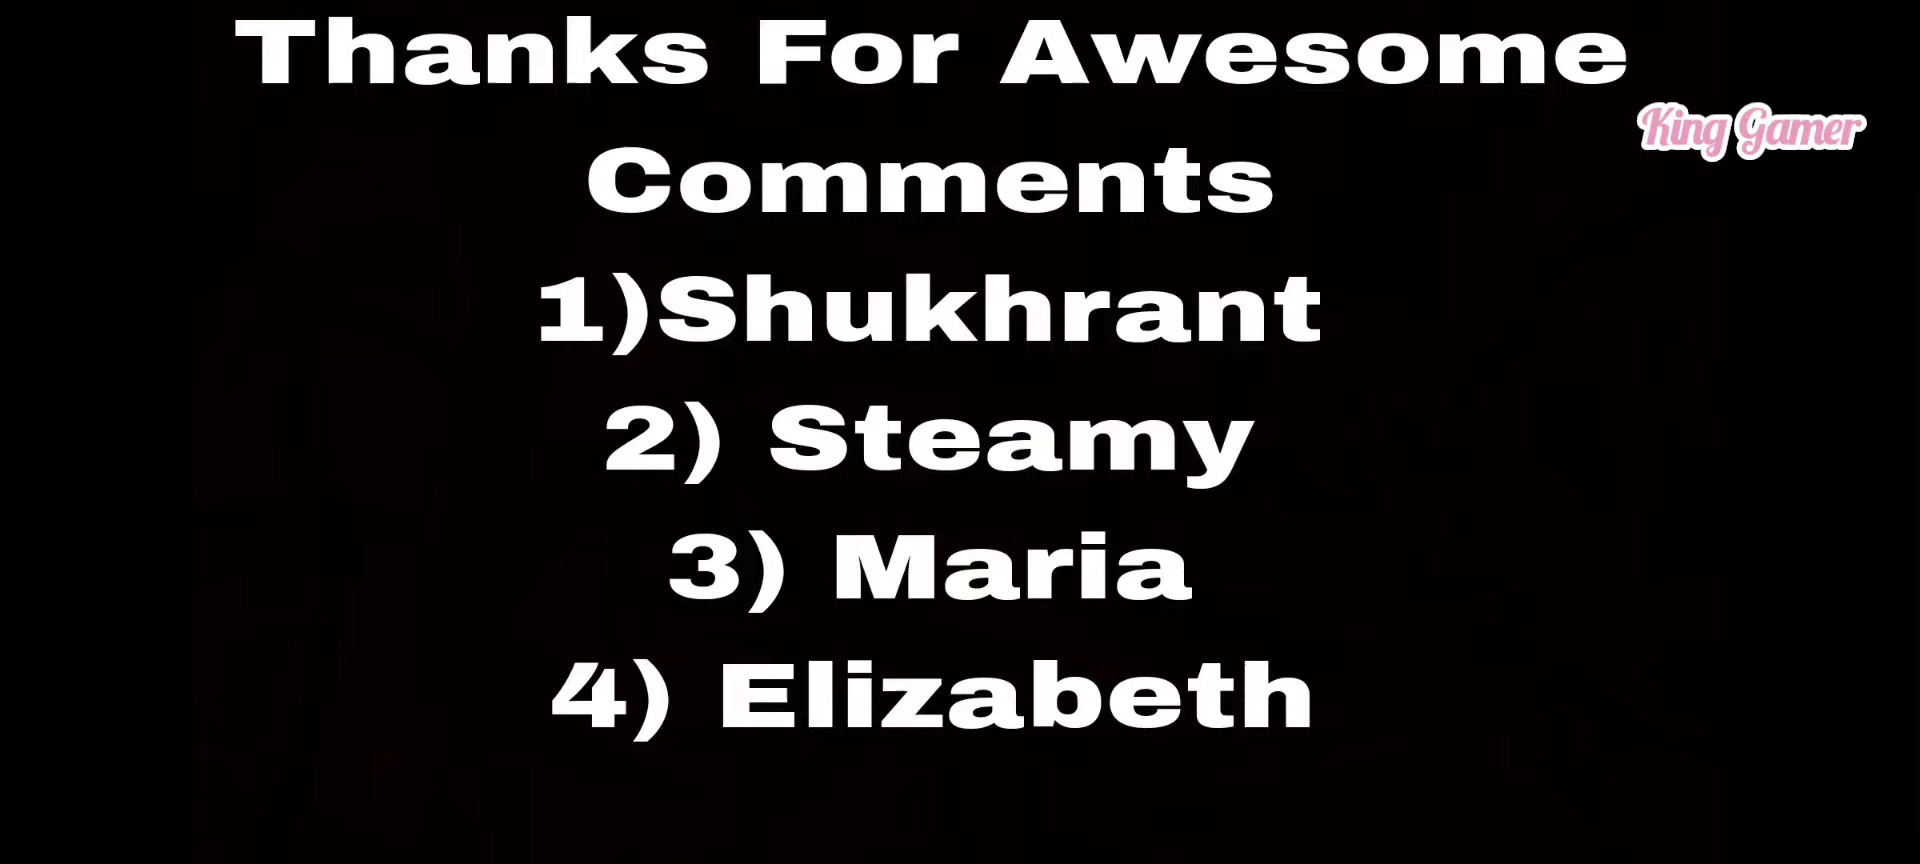 Thanks For Awesome
King Gamer
Comments
1)Shukhrant
2) Steamy
3) Maria
4) Elizabeth